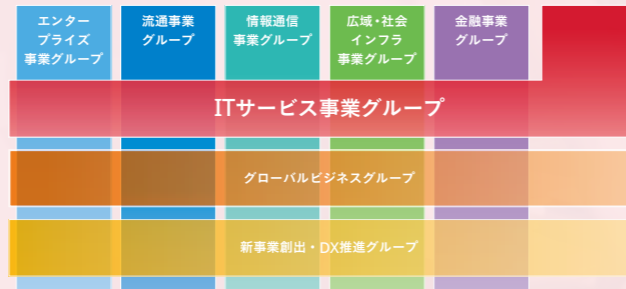 エンター
プライズ
事業グループ
流通事業
グループ
情報通信
事業グループ
広域・社会
インフラ
事業グループ
金融事業
グループ
ITサービス事業グループ
グローバルビジネスグループ
新事業創出・DX推進グループ